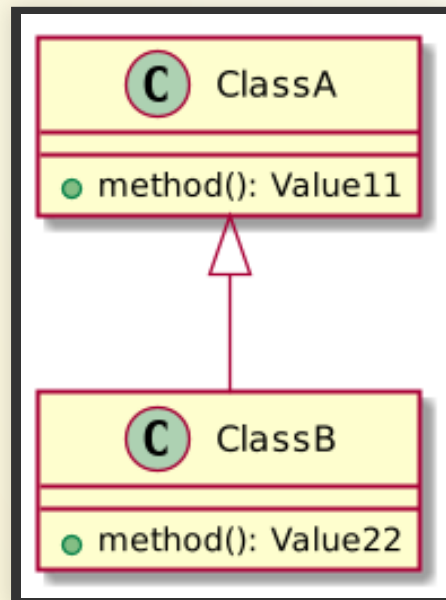 C ClassA
method(): Value11
C ClassB
method(): Value22